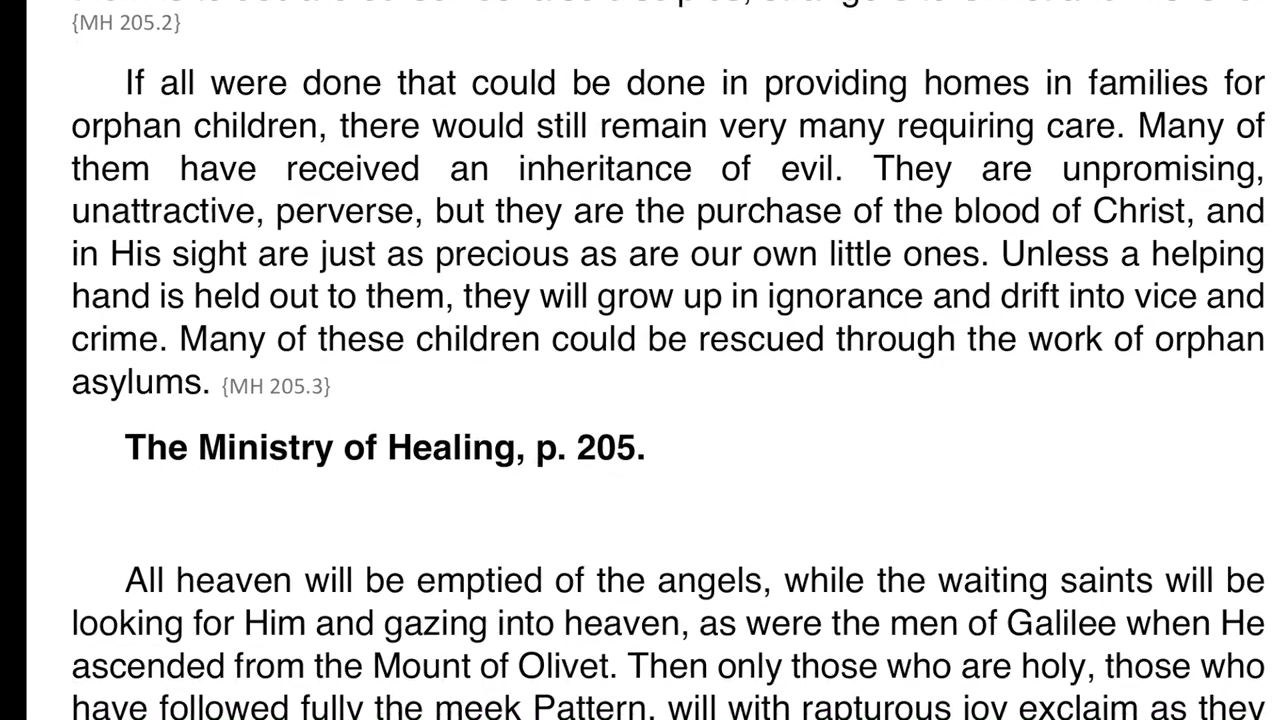 {MH 205.2}
If all were done that could be done in providing homes in families for
orphan children, there would still remain very many requiring care. Many of
them have received an inheritance of evil. They are unpromising,
unattractive, perverse, but they are the purchase of the blood of Christ, and
in His sight are just as precious as are our own little ones. Unless a helping
hand is held out to them, they will grow up in ignorance and drift into vice and
crime. Many of these children could be rescued through the work of orphan
asylums. {MH 205.3}
The Ministry of Healing, p. 205.
All heaven will be emptied of the angels, while the waiting saints will be
looking for Him and gazing into heaven, as were the men of Galilee when He
ascended from the Mount of Olivet. Then only those who are holy, those who
have followed fully the meek Pattern, will with rapturous joy exclaim as they